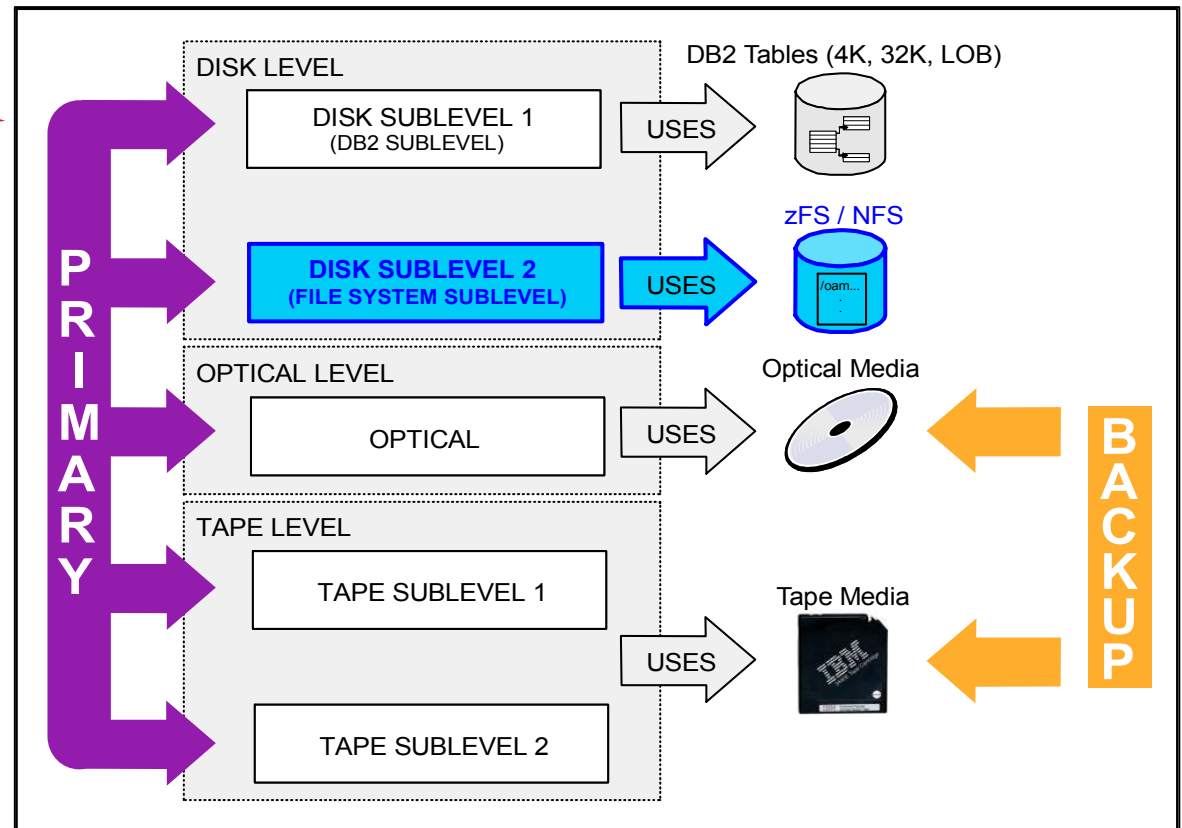 DISK LEVEL
DISK SUBLEVEL 1
(DB2 SUBLEVEL)
USES
DB2 Tables (4K, 32K, LOB)
DISK SUBLEVEL 2
(FILE SYSTEM SUBLEVEL)
USES
zFS / NFS
/oam...
.
.
PRIMARY
OPTICAL LEVEL
OPTICAL
USES
Optical Media
TAPE LEVEL
TAPE SUBLEVEL 1
TAPE SUBLEVEL 2
USES
Tape Media
IBM
BACKUP